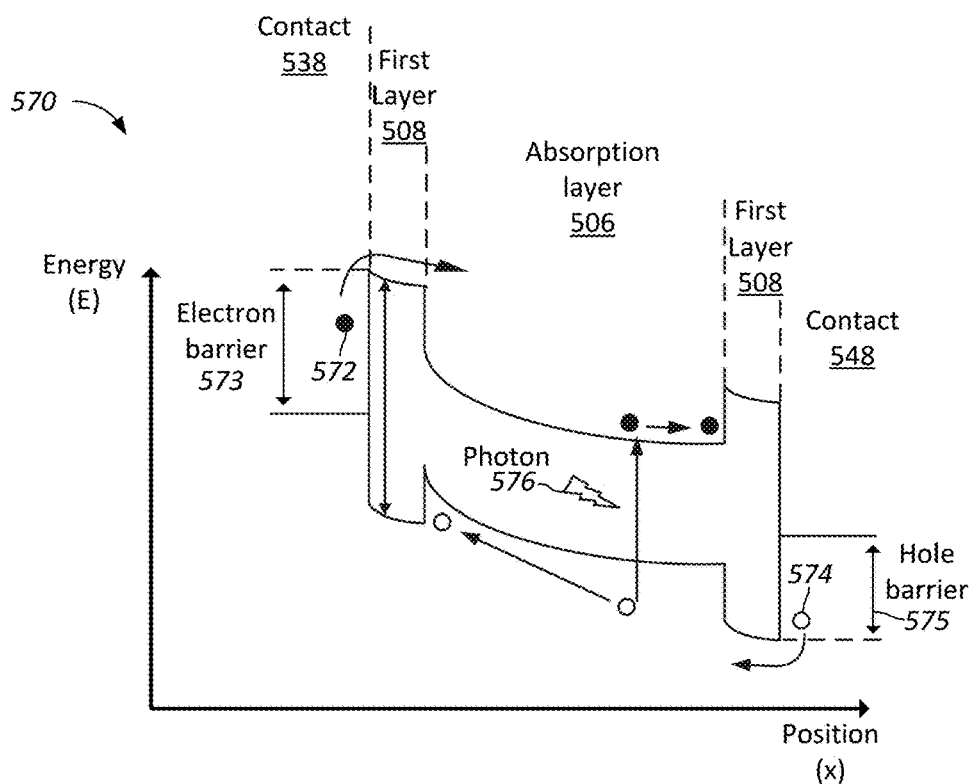 Contact
538
First
Layer
508
570
Absorption
layer
506
First
Layer
508
Contact
548
Energy
(E)
Electron
barrier
573
572
Photon
576
574
Hole
barrier
575
Position
(x)